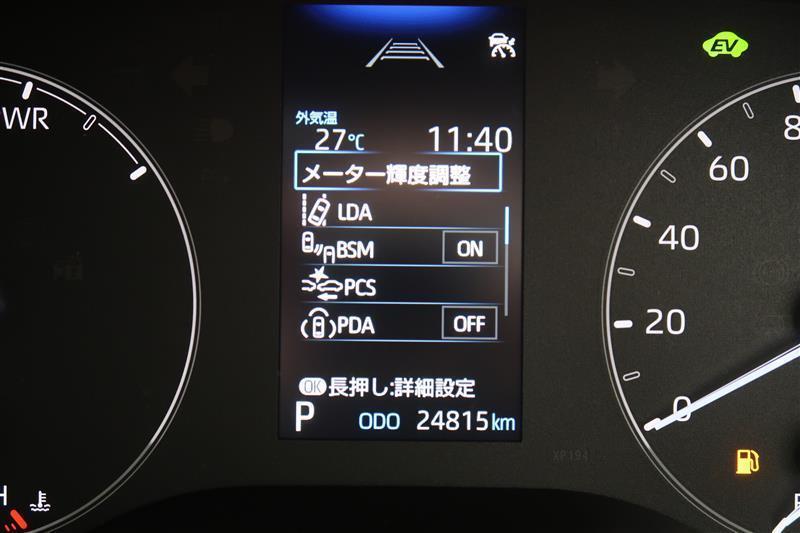 EV
PWR
外気温
27℃ 11:40
メーター輝度調整
LDA
BSM ON
PCS
PDA OFF
OK 長押し:詳細設定
P ODO 24815km
8
60
40
20
0
XP194
H